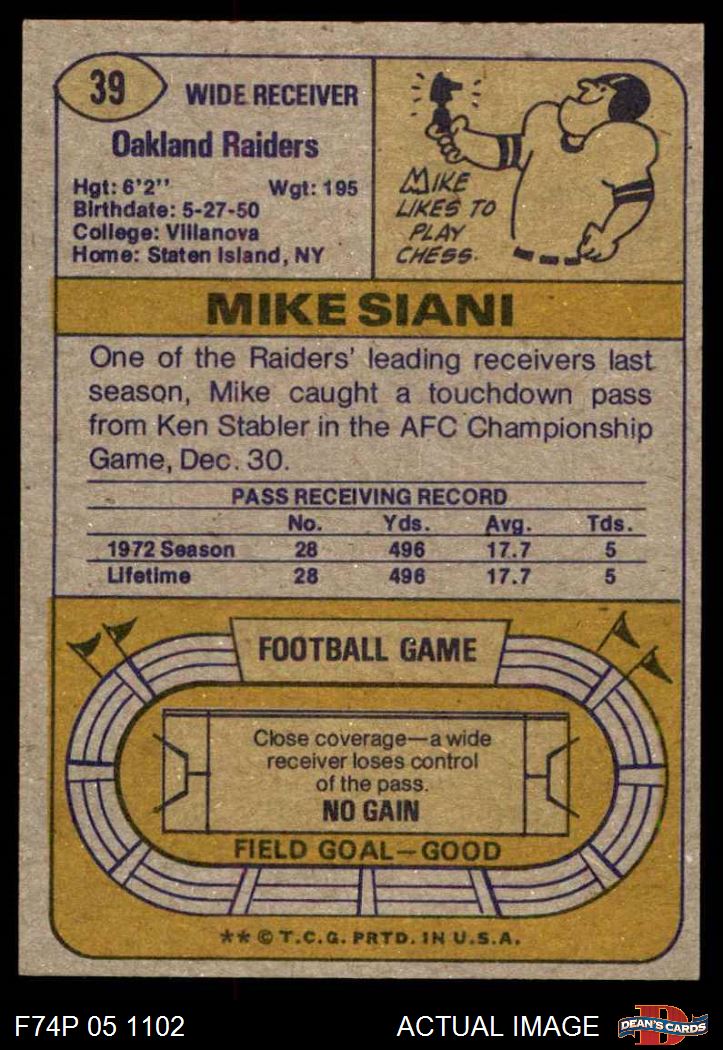 39
WIDE RECEIVER
Oakland Raiders
Hgt: 6'2" Wgt: 195
Birthdate: 5-27-50
College: Villanova
Home: Staten Island, NY
MIKE
LIKES TO
PLAY
CHESS.
MIKE SIANI
One of the Raiders' leading receivers last
season, Mike caught a touchdown pass
from Ken Stabler in the AFC Championship
Game, Dec. 30.
PASS RECEIVING RECORD
No. Yds. Avg. Tds.
1972 Season 28 496 17.7 5
Lifetime 28 496 17.7 5
FOOTBALL GAME
Close coverage—a wide
receiver loses control
of the pass.
NO GAIN
FIELD GOAL—GOOD
** © T.C.G. PRTD. IN U.S.A.
F74P 05 1102 ACTUAL IMAGE D DEAN'S CARDS